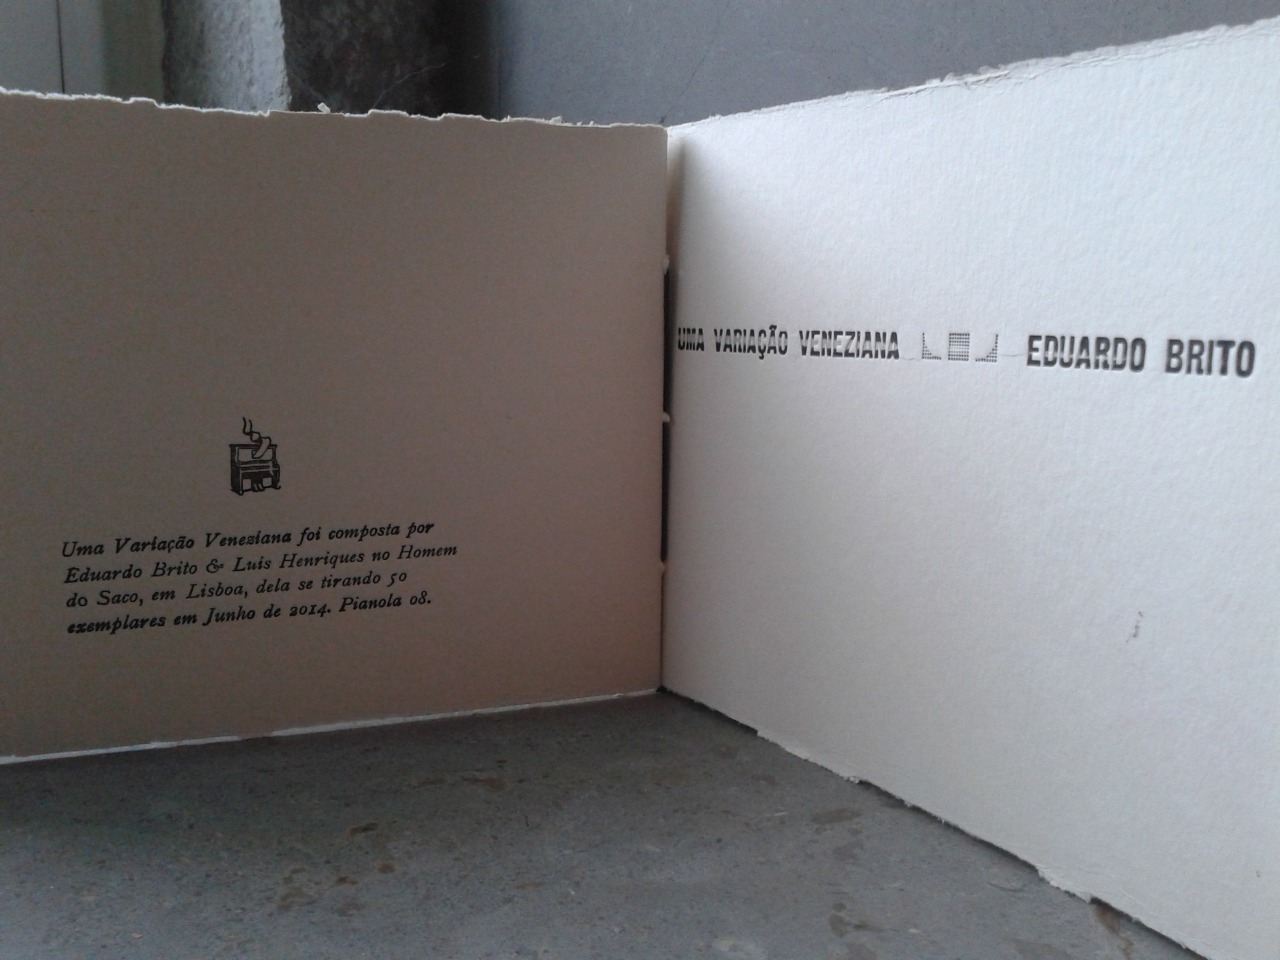 Uma Variação Veneziana foi composta por
Eduardo Brito & Luís Henriques no Homem
do Saco, em Lisboa, dela se tirando 50
exemplares em Junho de 2014. Pianola 08.
UMA VARIAÇÃO VENEZIANA EDUARDO BRITO